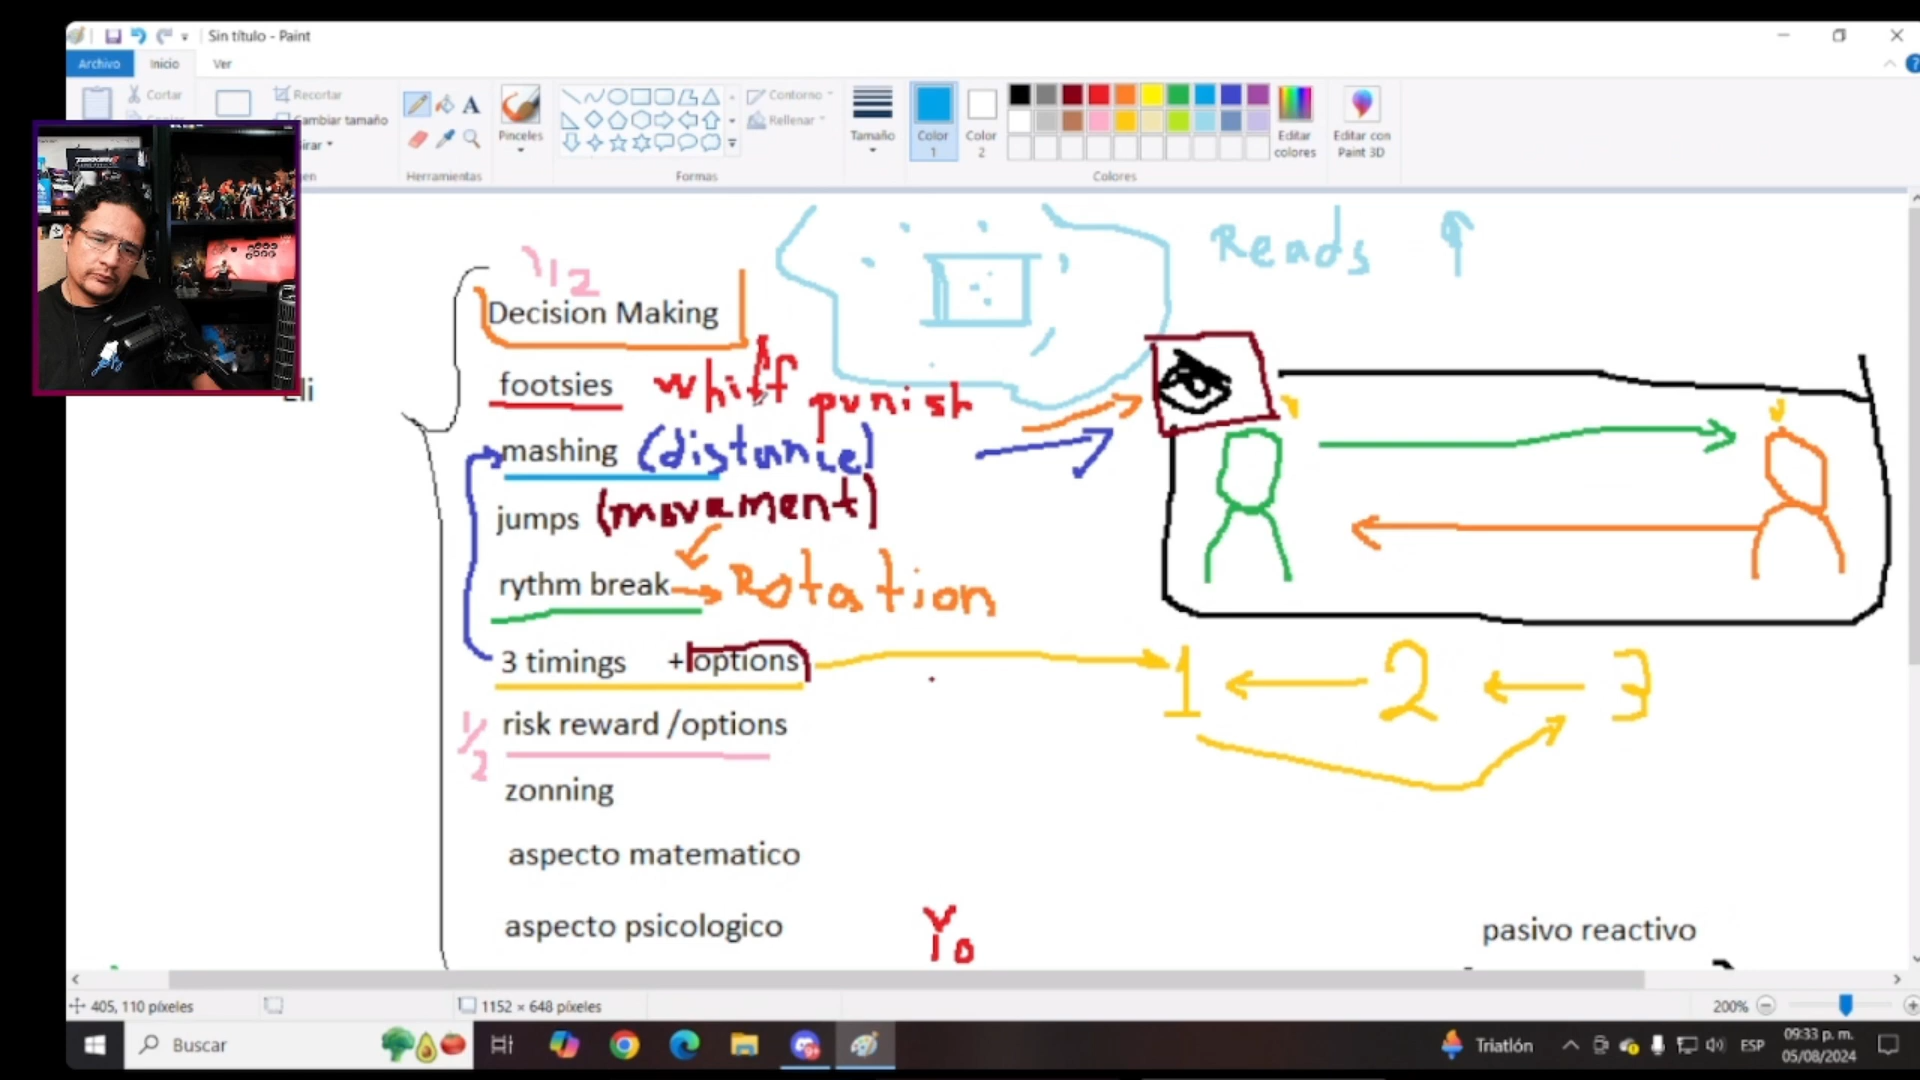 Sin título - Paint
Archivo
Inicio
Ver
Cortar
Recortar
Cambiar tamaño
Pinceles
Contorno
Rellenar
Tamaño
Color 1
Color 2
Editar colores
Editar con Paint 3D
Herramientas
Formas
Colores
TEKKEN
1/2
Reads
Decision Making
footsies
whiff punish
mashing
(distancie)
jumps
(movement)
rythm break
Rotation
3 timings
+options
1
2
3
1/2
risk reward /options
zonning
aspecto matematico
aspecto psicologico
Yo
pasivo reactivo
405, 110 píxeles
1152 × 648 píxeles
200%
Buscar
Triatlón
ESP
09:33 p. m.
05/08/2024